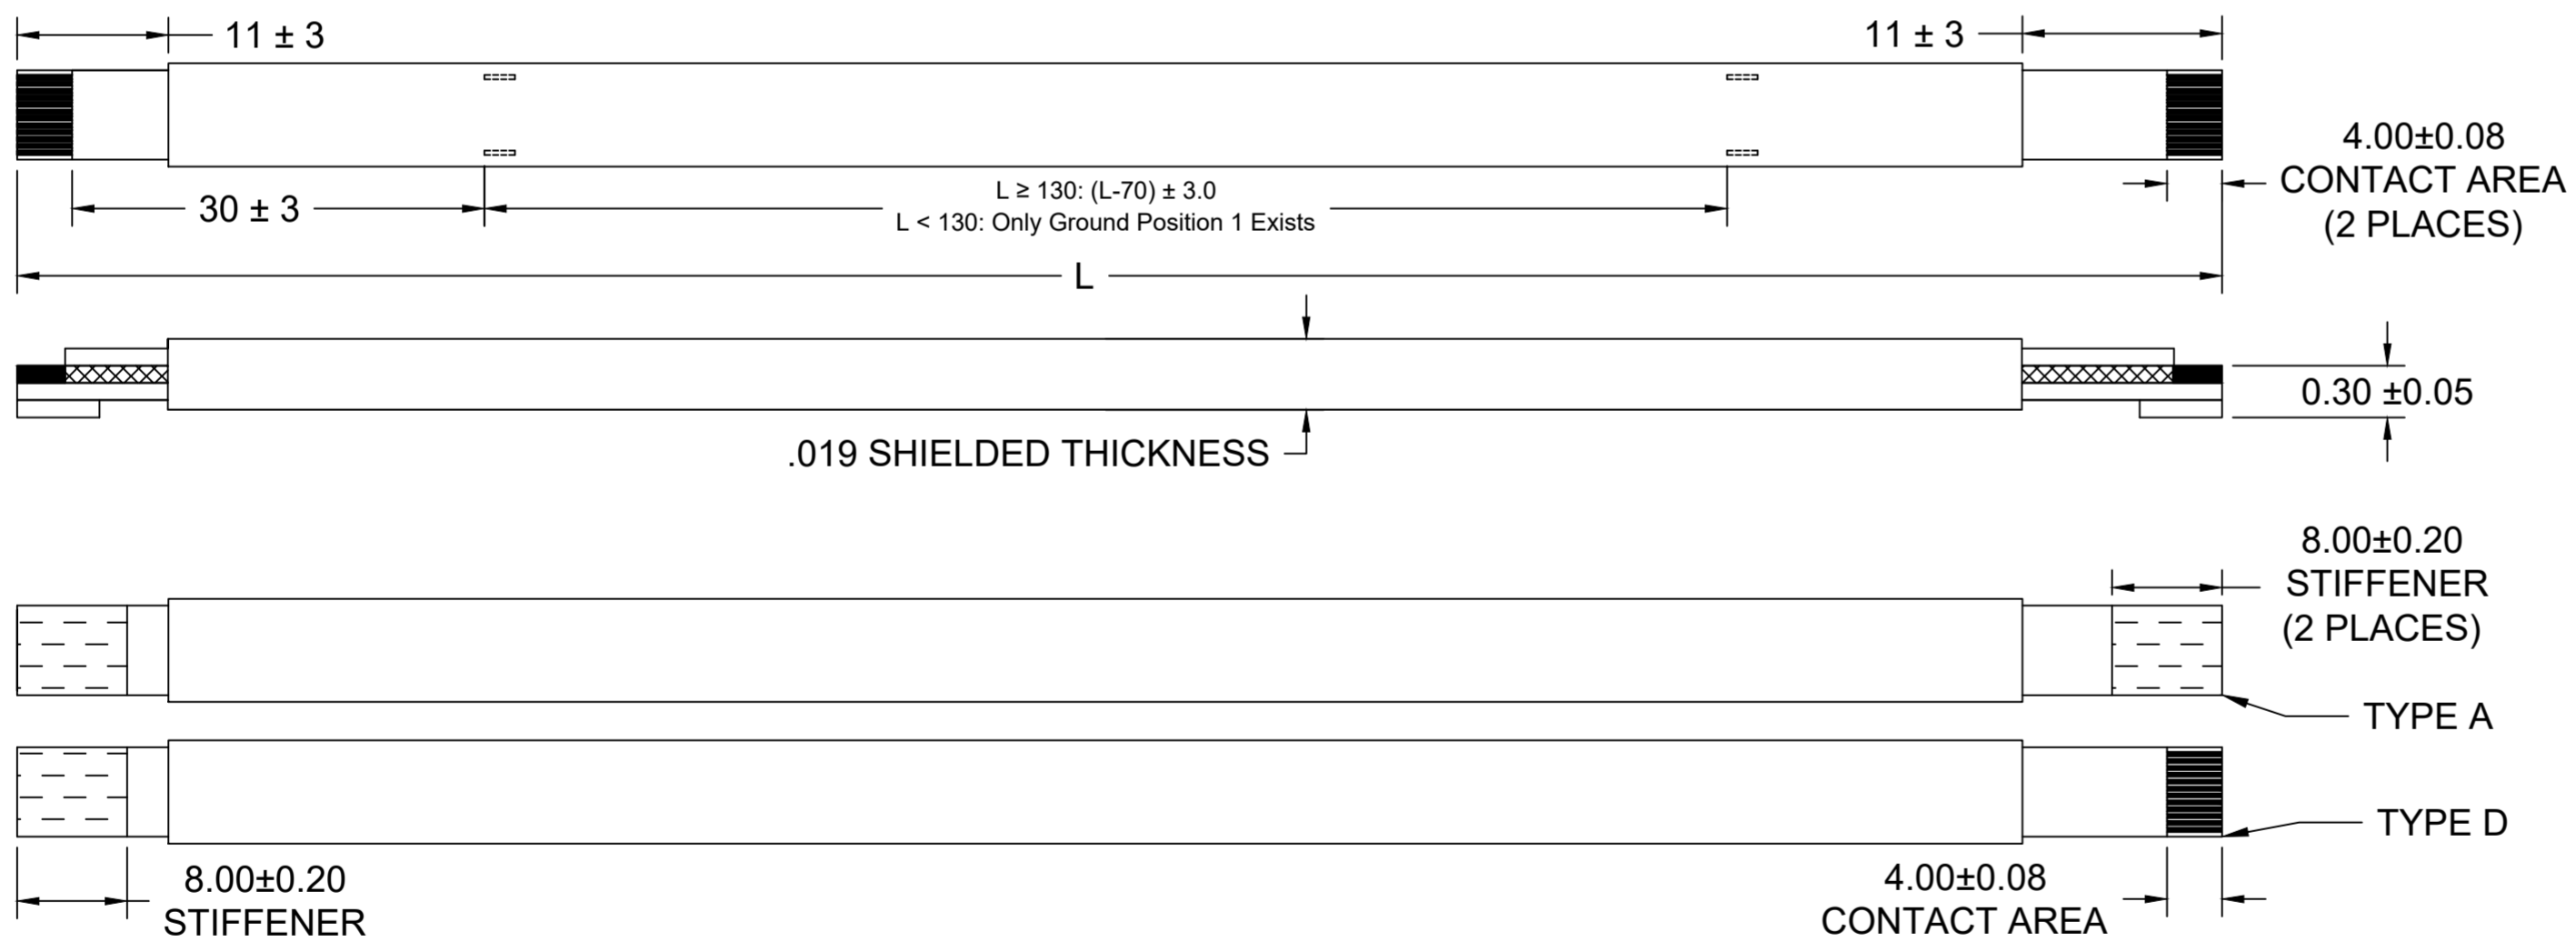 11 ± 3
11 ± 3
4.00±0.08
CONTACT AREA
(2 PLACES)
30 ± 3
L ≥ 130: (L-70) ± 3.0
L < 130: Only Ground Position 1 Exists
L
0.30 ±0.05
.019 SHIELDED THICKNESS
8.00±0.20
STIFFENER
(2 PLACES)
TYPE A
TYPE D
8.00±0.20
STIFFENER
4.00±0.08
CONTACT AREA